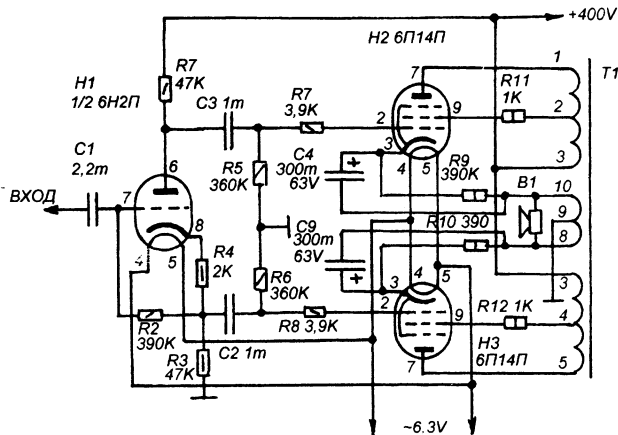 +400V
H2 6П14П
R7
47K
H1
1/2 6Н2П
C3 1m
R7
3,9K
7
1
T1
R11
1K
2
9
2
C1
2,2m
6
R5
360K
C4
300m
63V
+
3
4
5
R9
390K
3
B1
10
ВХОД
7
8
C9
300m
63V
R10 390
9
8
4
5
R4
2K
R6
360K
+
3
4
5
3
2
R2
390K
C2 1m
R8 3,9K
9
R12 1K
4
R3
47K
7
H3
6П14П
5
~6.3V